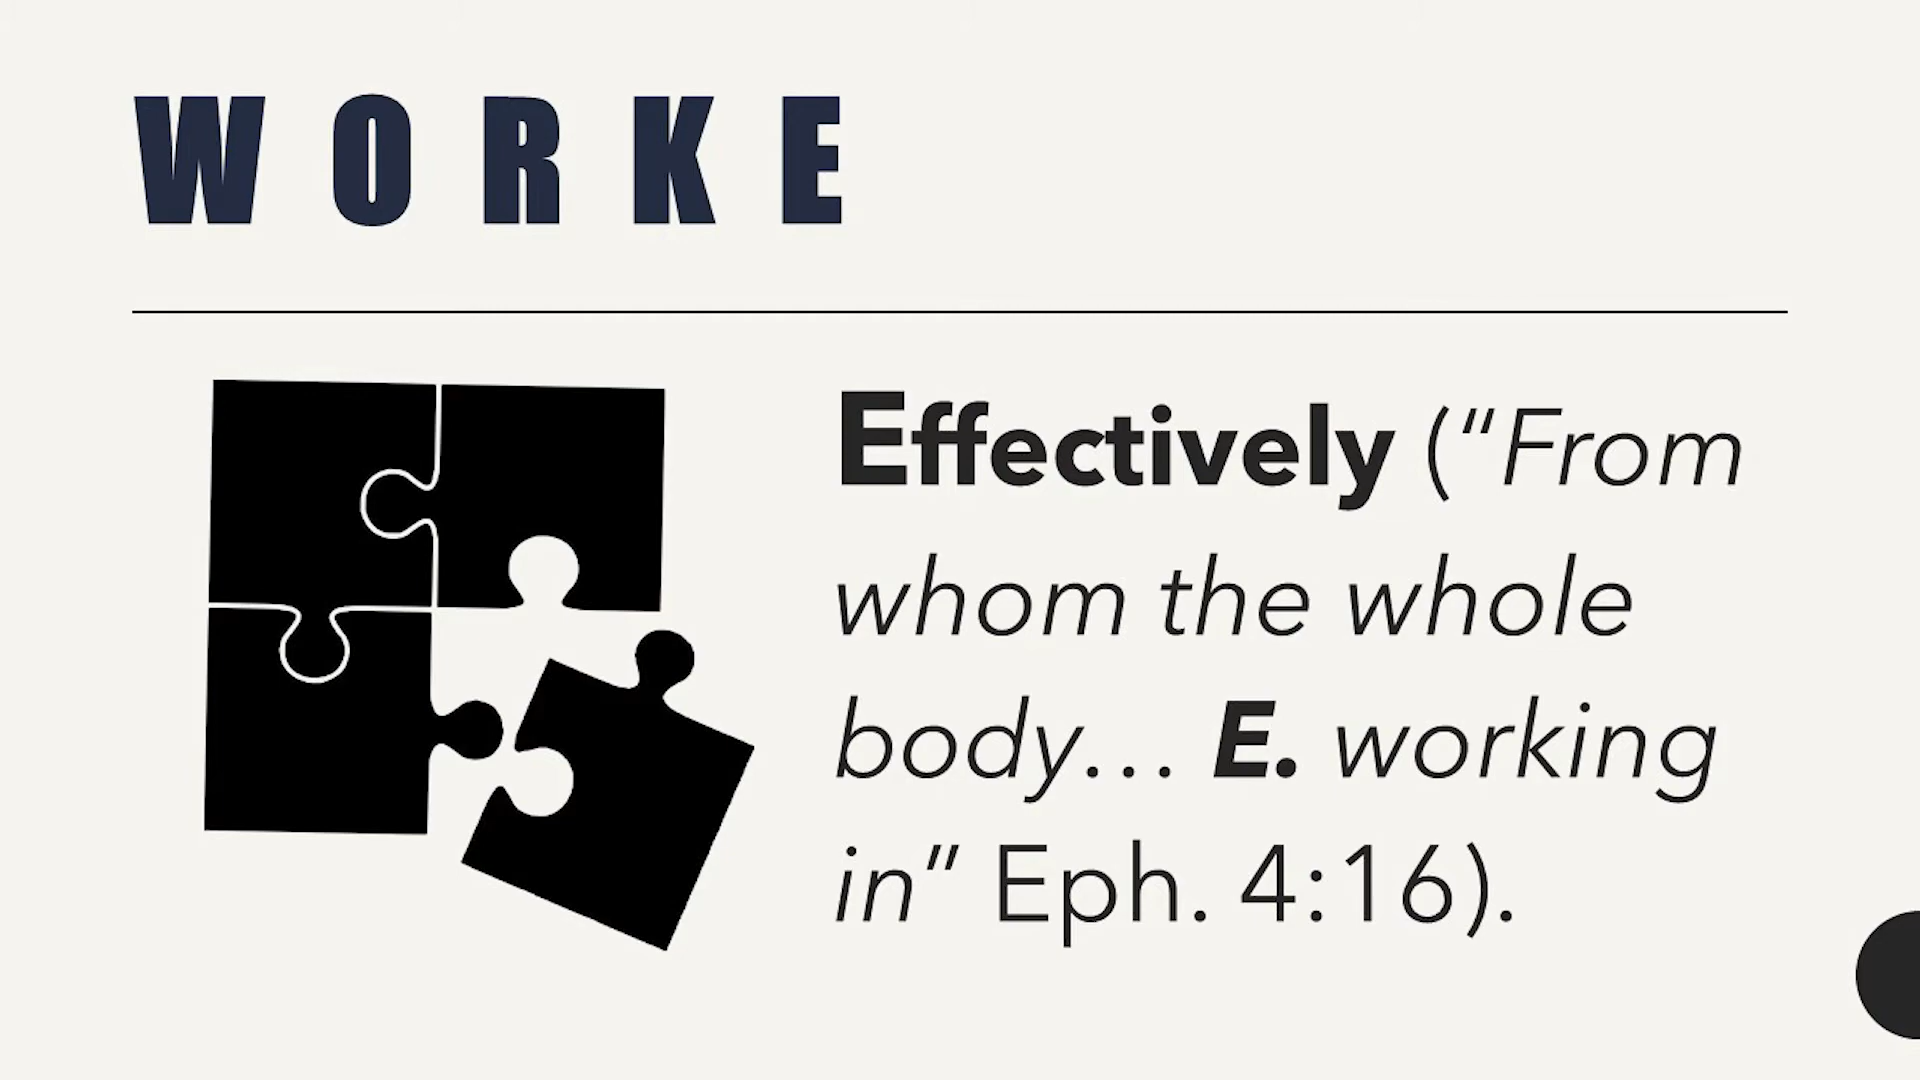 W O R K E
Effectively (“From
whom the whole
body… E. working
in” Eph. 4:16).